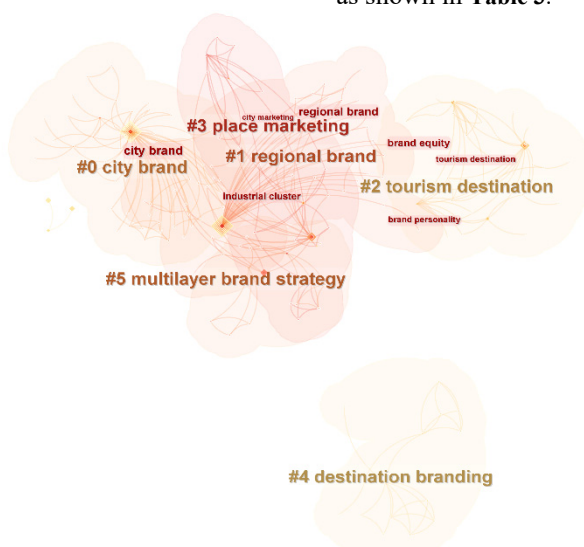 as shown in Table 3.
city marketing
regional brand
#3 place marketing
brand equity
city brand
#1 regional brand
tourism destination
#0 city brand
#2 tourism destination
industrial cluster
brand personality
#5 multilayer brand strategy
#4 destination branding